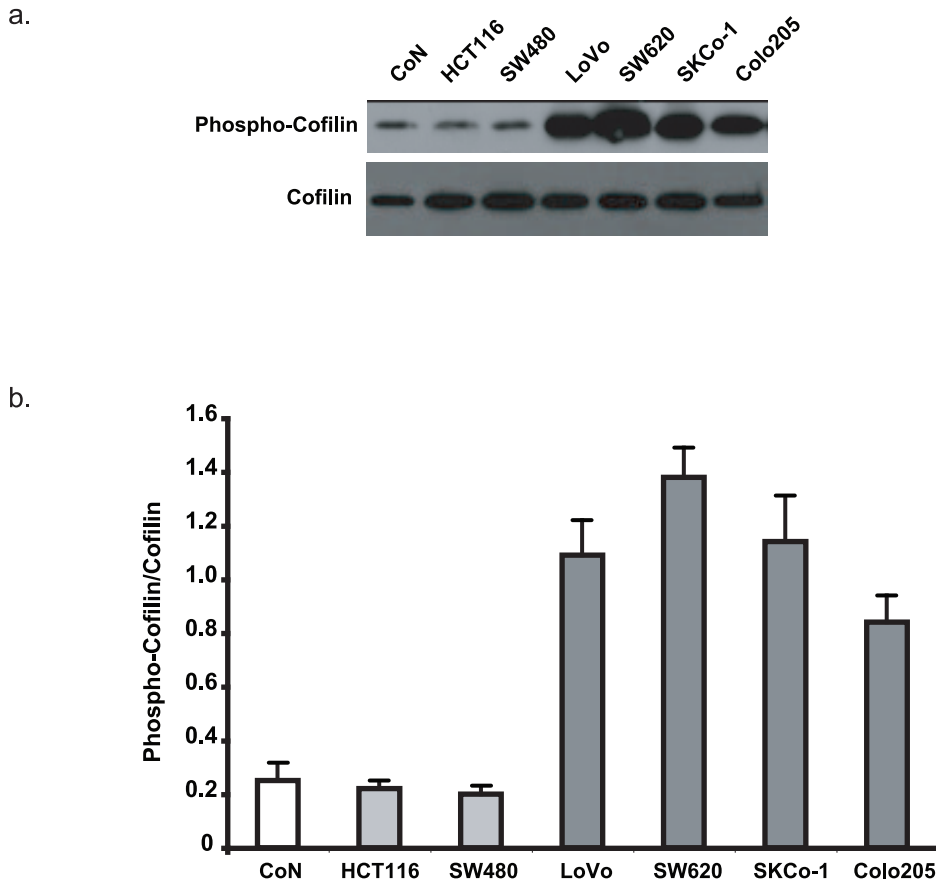 a.
CoN HCT116 SW480 LoVo SW620 SKCo-1 Colo205
Phospho-Cofilin
Cofilin
b.
Phospho-Cofilin/Cofilin
1.6
1.4
1.2
1.0
0.8
0.6
0.4
0.2
0
CoN HCT116 SW480 LoVo SW620 SKCo-1 Colo205